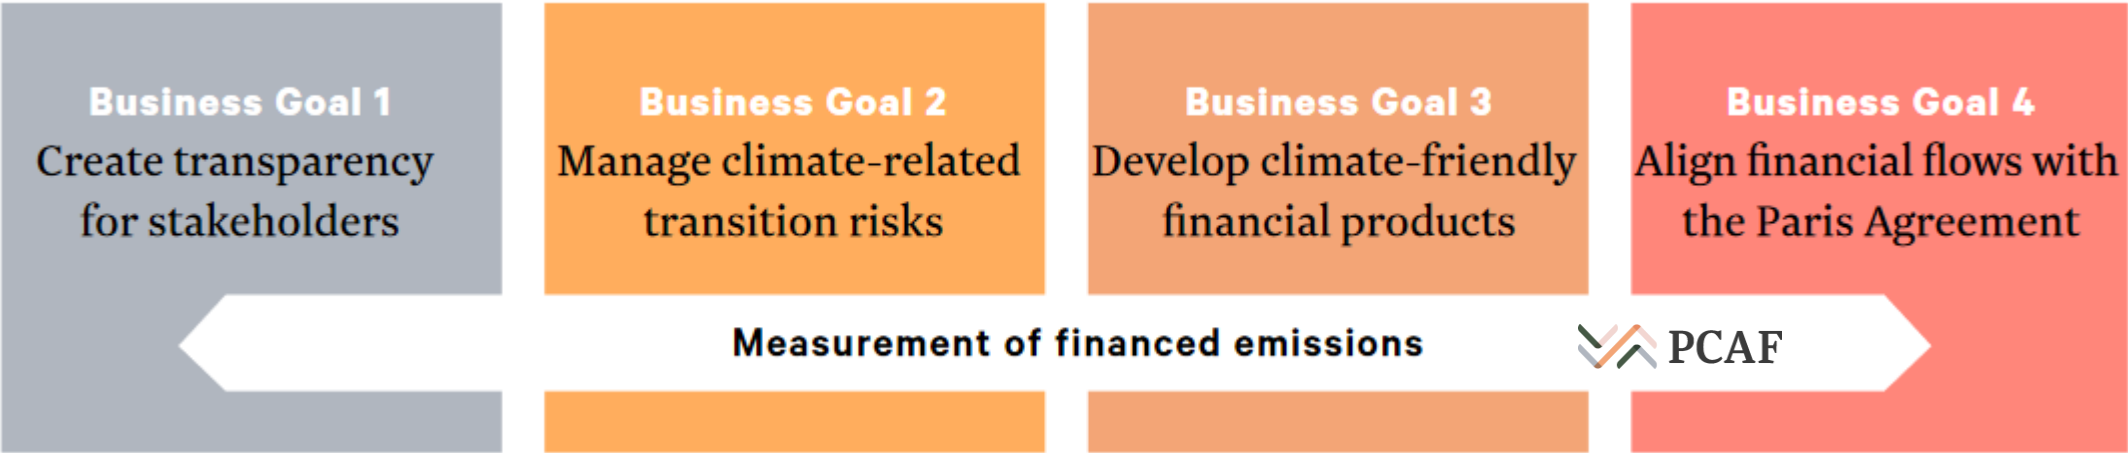 Business Goal 1
Create transparency
for stakeholders
Business Goal 2
Manage climate-related
transition risks
Business Goal 3
Develop climate-friendly
financial products
Business Goal 4
Align financial flows with
the Paris Agreement
Measurement of financed emissions
PCAF